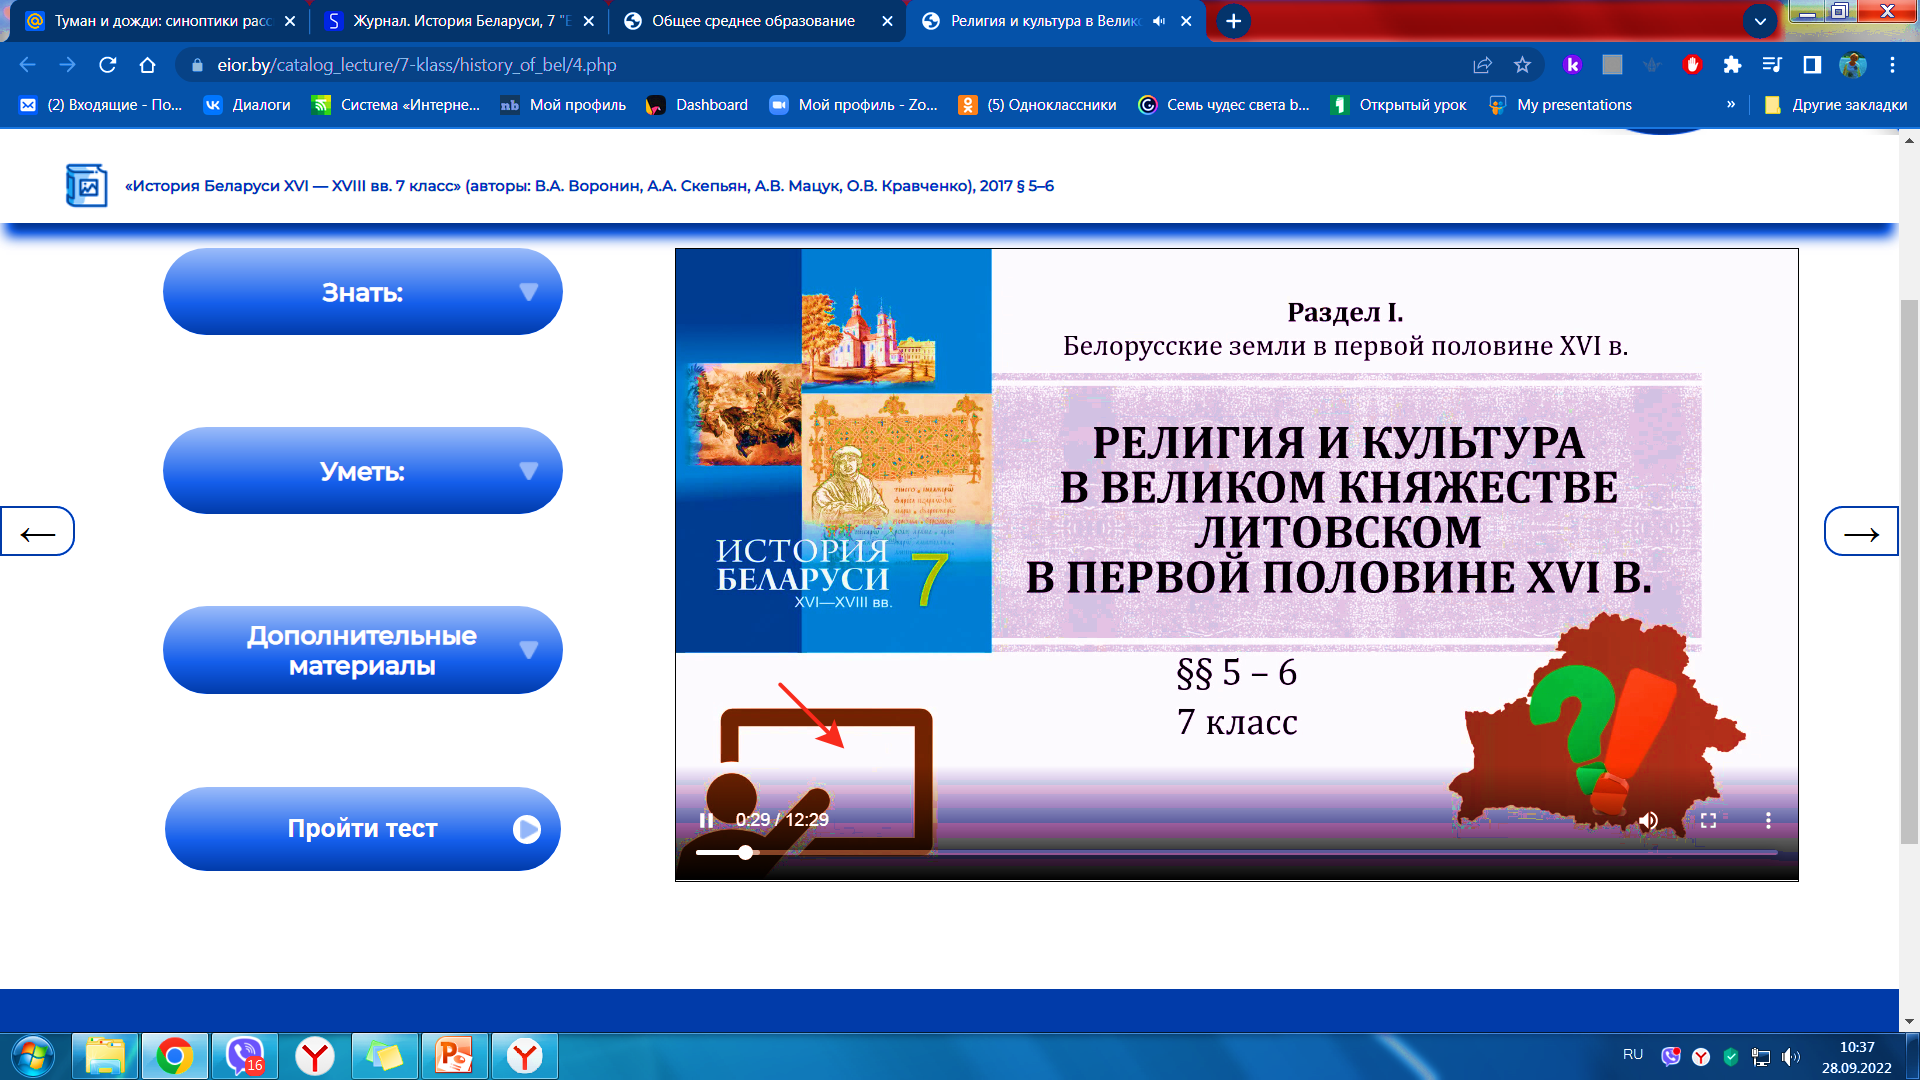 Туман и дожди: синоптики расс
Журнал. История Беларуси, 7 "Е
Общее среднее образование
Религия и культура в Велико
eior.by/catalog_lecture/7-klass/history_of_bel/4.php
(2) Входящие - По...
Диалоги
Система «Интерне...
nb Мой профиль
Dashboard
Мой профиль - Zo...
(5) Одноклассники
Семь чудес света в...
Открытый урок
My presentations
»
Другие закладки
«История Беларуси XVI — XVIII вв. 7 класс» (авторы: В.А. Воронин, А.А. Скепьян, А.В. Мацук, О.В. Кравченко), 2017 § 5–6
Знать:
Уметь:
Дополнительные
материалы
Пройти тест
←
→
ИСТОРИЯ
БЕЛАРУСИ
XVI—XVIII вв.
7
Раздел I.
Белорусские земли в первой половине XVI в.
РЕЛИГИЯ И КУЛЬТУРА
В ВЕЛИКОМ КНЯЖЕСТВЕ
ЛИТОВСКОМ
В ПЕРВОЙ ПОЛОВИНЕ XVI В.
§§ 5 – 6
7 класс
?!
0:29 / 12:29
16
RU
10:37
28.09.2022